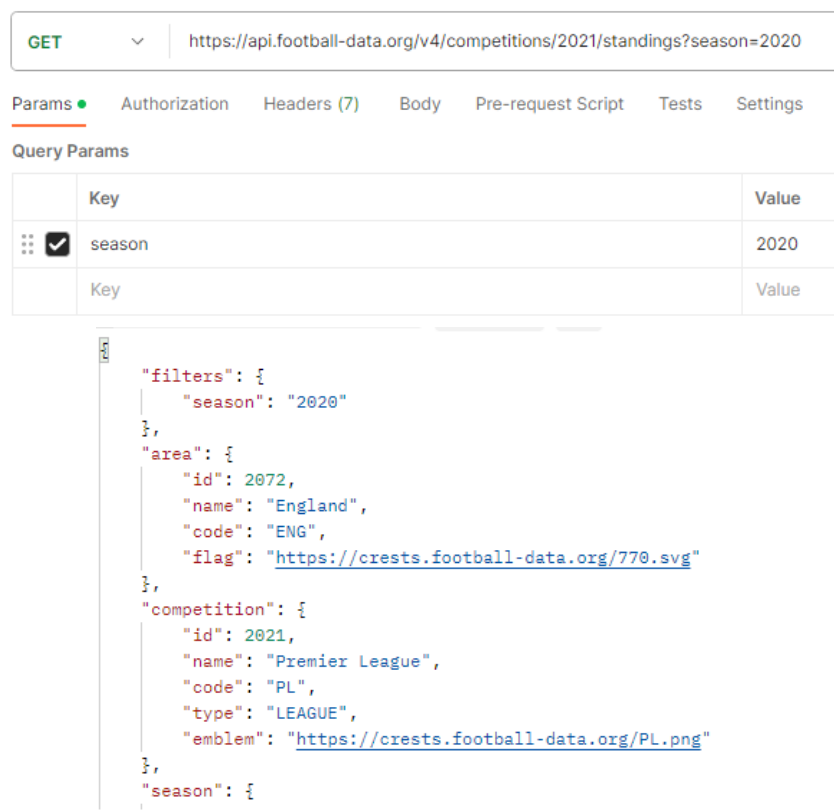 GET https://api.football-data.org/v4/competitions/2021/standings?season=2020
Params Authorization Headers (7) Body Pre-request Script Tests Settings
Query Params
Key Value
season 2020
Key Value
{
"filters": {
"season": "2020"
},
"area": {
"id": 2072,
"name": "England",
"code": "ENG",
"flag": "https://crests.football-data.org/770.svg"
},
"competition": {
"id": 2021,
"name": "Premier League",
"code": "PL",
"type": "LEAGUE",
"emblem": "https://crests.football-data.org/PL.png"
},
"season": {